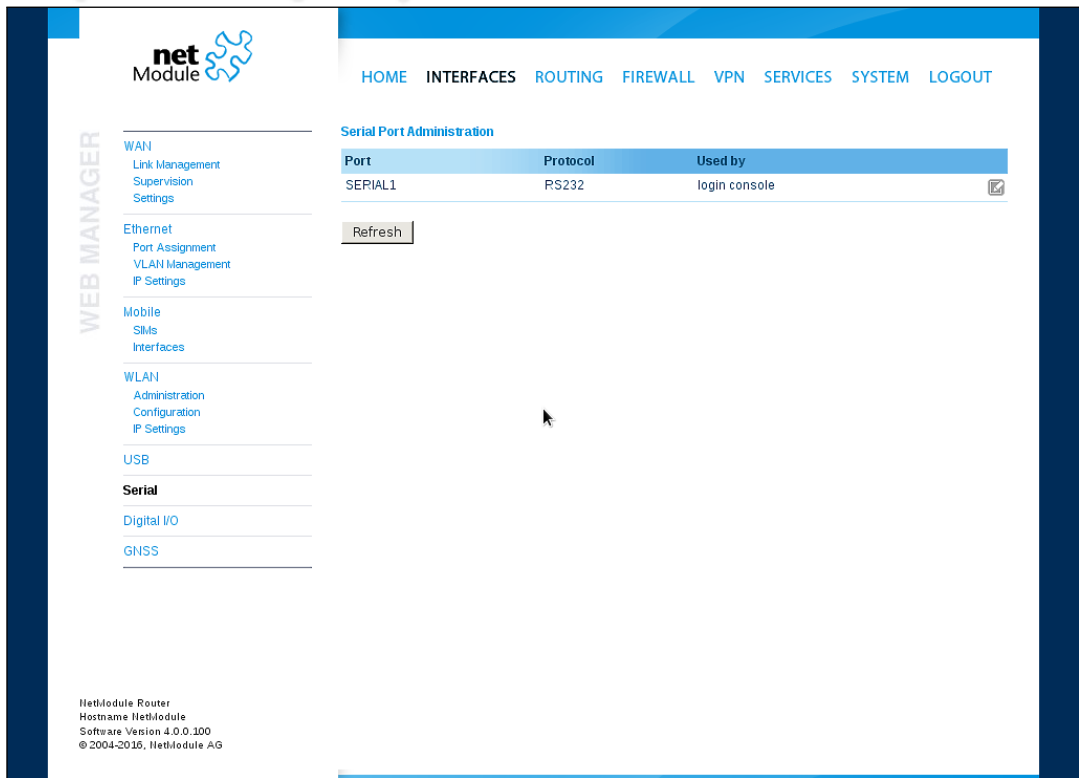 net
Module
HOME INTERFACES ROUTING FIREWALL VPN SERVICES SYSTEM LOGOUT
WEB MANAGER
WAN
Link Management
Supervision
Settings
Ethernet
Port Assignment
VLAN Management
IP Settings
Mobile
SIMs
Interfaces
WLAN
Administration
Configuration
IP Settings
USB
Serial
Digital I/O
GNSS
Serial Port Administration
Port Protocol Used by
SERIAL1 RS232 login console
Refresh
NetModule Router
Hostname NetModule
Software Version 4.0.0.100
© 2004-2016, NetModule AG